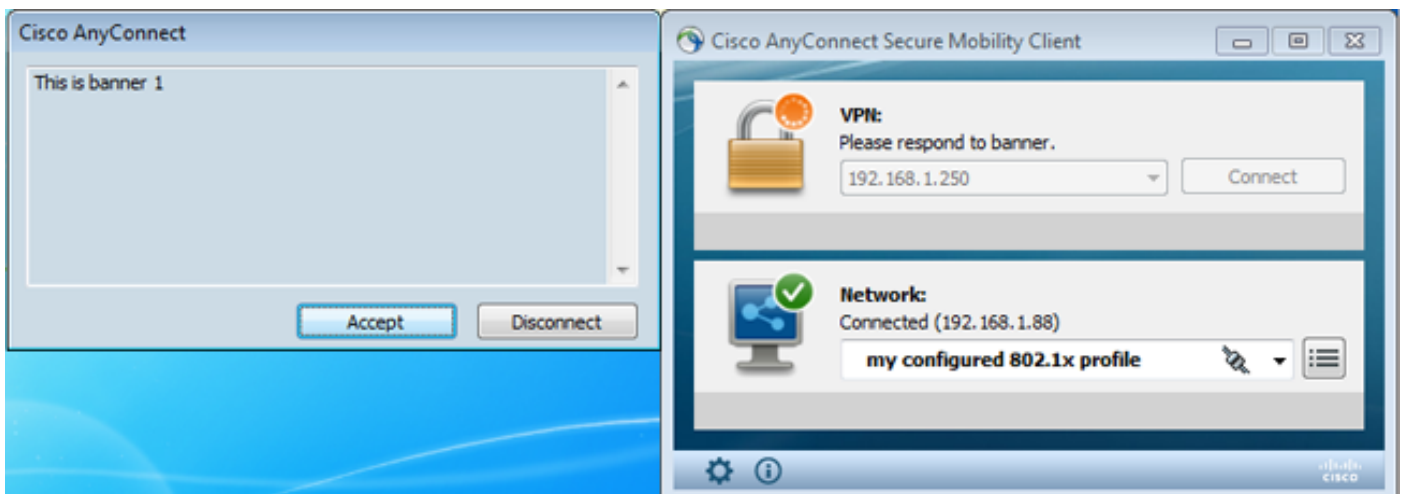 Cisco AnyConnect
This is banner 1
Accept
Disconnect
Cisco AnyConnect Secure Mobility Client
VPN:
Please respond to banner.
192.168.1.250
Connect
Network:
Connected (192.168.1.88)
my configured 802.1x profile
cisco